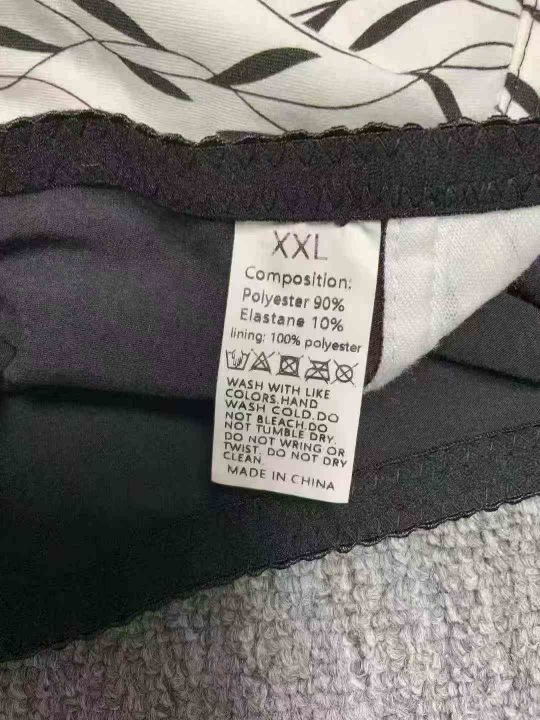 XXL
Composition:
Polyester 90%
Elastane 10%
lining: 100% polyester
WASH WITH LIKE
COLORS.HAND
WASH COLD.DO
NOT BLEACH.DO
NOT TUMBLE DRY.
DO NOT WRING OR
TWIST. DO NOT DRY
CLEAN
MADE IN CHINA